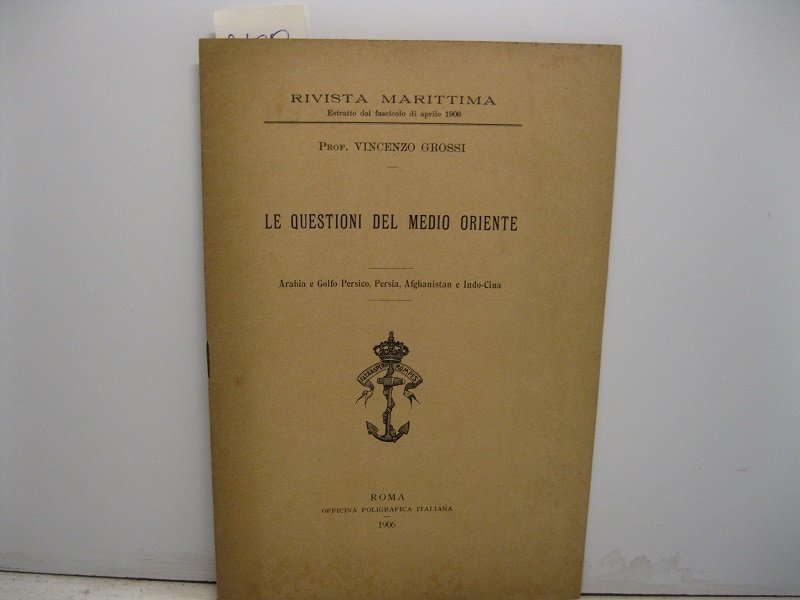 RIVISTA MARITTIMA
Estratto dal fascicolo di aprile 1906
PROF. VINCENZO GROSSI
LE QUESTIONI DEL MEDIO ORIENTE
Arabia e Golfo Persico, Persia, Afghanistan e Indo-Cina
ROMA
OFFICINA POLIGRAFICA ITALIANA
1906